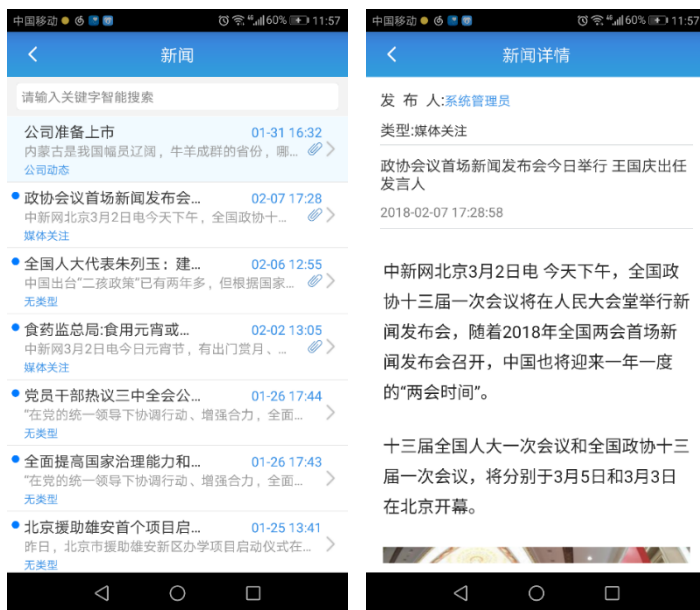 中国移动
60%
11:57
新闻
请输入关键字智能搜索
公司准备上市
01-31 16:32
内蒙古是我国幅员辽阔，牛羊成群的省份，哪...
公司动态
政协会议首场新闻发布会...
02-07 17:28
中新网北京3月2日电今天下午，全国政协十...
媒体关注
全国人大代表朱列玉：建...
02-06 12:55
中国出台“二孩政策”已有两年多，但根据国家...
无类型
食药监总局:食用元宵或...
02-02 13:05
中新网3月2日电今日元宵节，有出门赏月、...
媒体关注
党员干部热议三中全会公...
01-26 17:44
“在党的统一领导下协调行动、增强合力，全面...
无类型
全面提高国家治理能力和...
01-26 17:43
“在党的统一领导下协调行动、增强合力，全面...
无类型
北京援助雄安首个项目启...
01-25 13:41
昨日，北京市援助雄安新区办学项目启动仪式在...
无类型
中国移动
60%
11:57
新闻详情
发 布 人:系统管理员
类型:媒体关注
政协会议首场新闻发布会今日举行 王国庆出任
发言人
2018-02-07 17:28:58
中新网北京3月2日电 今天下午，全国政
协十三届一次会议将在人民大会堂举行新
闻发布会，随着2018年全国两会首场新
闻发布会召开，中国也将迎来一年一度
的“两会时间”。
十三届全国人大一次会议和全国政协十三
届一次会议，将分别于3月5日和3月3日
在北京开幕。